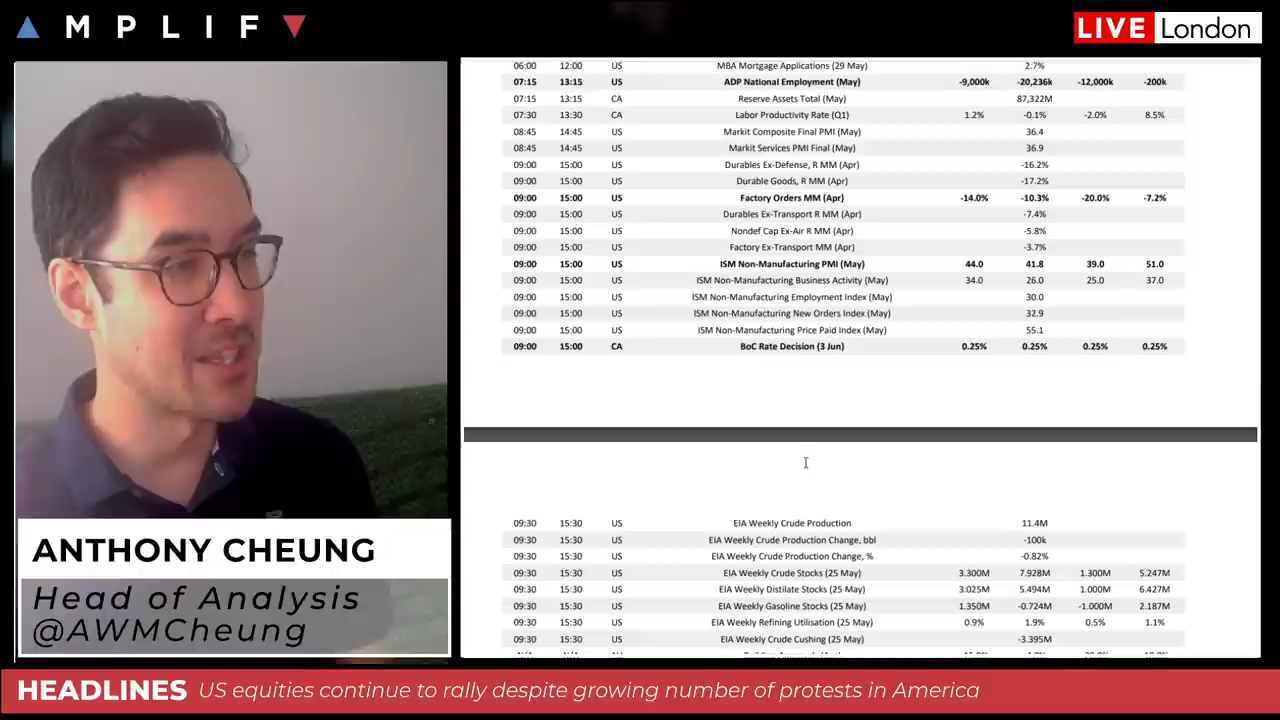 AMPLIFY
LIVE London
06:00 12:00 US MBA Mortgage Applications (29 May) 2.7%
07:15 13:15 US ADP National Employment (May) -9,000k -20,236k -12,000k -200k
07:15 13:15 CA Reserve Assets Total (May) 87,322M
07:30 13:30 CA Labor Productivity Rate (Q1) 1.2% -0.1% -2.0% 8.5%
08:45 14:45 US Markit Composite Final PMI (May) 36.4
08:45 14:45 US Markit Services PMI Final (May) 36.9
09:00 15:00 US Durables Ex-Defense, R MM (Apr) -16.2%
09:00 15:00 US Durable Goods, R MM (Apr) -17.2%
09:00 15:00 US Factory Orders MM (Apr) -14.0% -10.3% -20.0% -7.2%
09:00 15:00 US Durables Ex-Transport R MM (Apr) -7.4%
09:00 15:00 US Nondef Cap Ex-Air R MM (Apr) -5.8%
09:00 15:00 US Factory Ex-Transport MM (Apr) -3.7%
09:00 15:00 US ISM Non-Manufacturing PMI (May) 44.0 41.8 39.0 51.0
09:00 15:00 US ISM Non-Manufacturing Business Activity (May) 34.0 26.0 25.0 37.0
09:00 15:00 US ISM Non-Manufacturing Employment Index (May) 30.0
09:00 15:00 US ISM Non-Manufacturing New Orders Index (May) 32.9
09:00 15:00 US ISM Non-Manufacturing Price Paid Index (May) 55.1
09:00 15:00 CA BoC Rate Decision (3 Jun) 0.25% 0.25% 0.25% 0.25%
09:30 15:30 US EIA Weekly Crude Production 11.4M
09:30 15:30 US EIA Weekly Crude Production Change, bbl -100k
09:30 15:30 US EIA Weekly Crude Production Change, % -0.82%
09:30 15:30 US EIA Weekly Crude Stocks (25 May) 3.300M 7.928M 1.300M 5.247M
09:30 15:30 US EIA Weekly Distilate Stocks (25 May) 3.025M 5.494M 1.000M 6.427M
09:30 15:30 US EIA Weekly Gasoline Stocks (25 May) 1.350M -0.724M -1.000M 2.187M
09:30 15:30 US EIA Weekly Refining Utilisation (25 May) 0.9% 1.9% 0.5% 1.1%
09:30 15:30 US EIA Weekly Crude Cushing (25 May) -3.395M
ANTHONY CHEUNG
Head of Analysis
@AWMCheung
HEADLINES US equities continue to rally despite growing number of protests in America